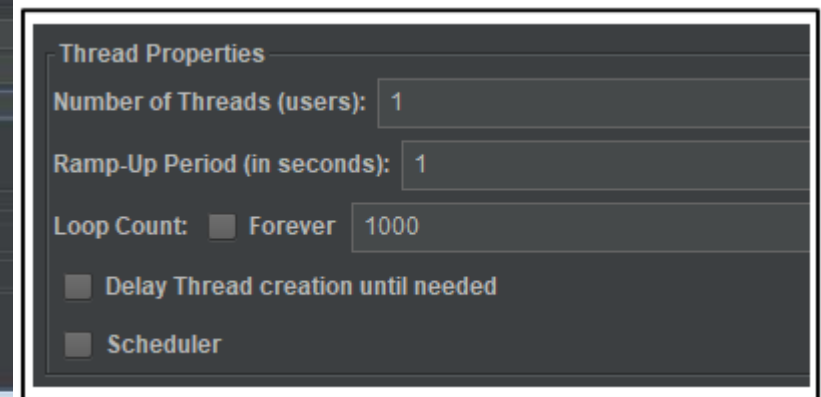 Thread Properties
Number of Threads (users): 1
Ramp-Up Period (in seconds): 1
Loop Count: Forever 1000
Delay Thread creation until needed
Scheduler